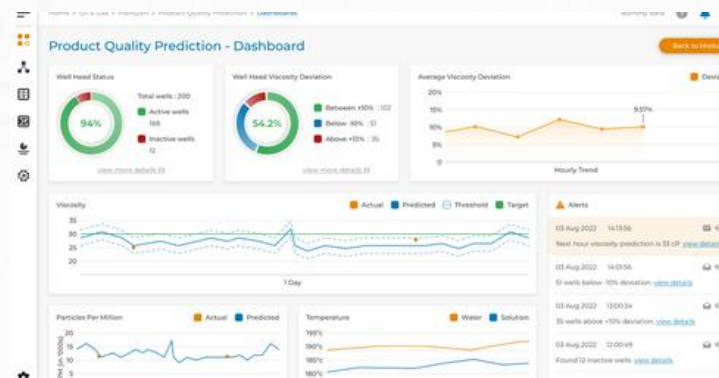 Product Quality Prediction - Dashboard
Well Head Status
94%
Total wells : 200
Active wells
188
Inactive wells
12
view more details
Well Head Viscosity Deviation
54.2%
Between ±10% : 102
Below -10% : 51
Above +10% : 35
view more details
Average Viscosity Deviation
20%
15%
10%
5%
0
9.57%
Hourly Trend
Viscosity
Actual Predicted Threshold Target
35
30
25
20
1 Day
Alerts
03 Aug 2022 14:13:56
Next hour viscosity prediction is 33 cP. view details
03 Aug 2022 14:01:56
51 wells below -10% deviation. view details
03 Aug 2022 13:00:34
35 wells above +10% deviation. view details
03 Aug 2022 12:00:49
Found 12 inactive wells. view details
Particles Per Million
Actual Predicted
20
15
10
5
Temperature
Water Solution
195°c
190°c
185°c
180°c